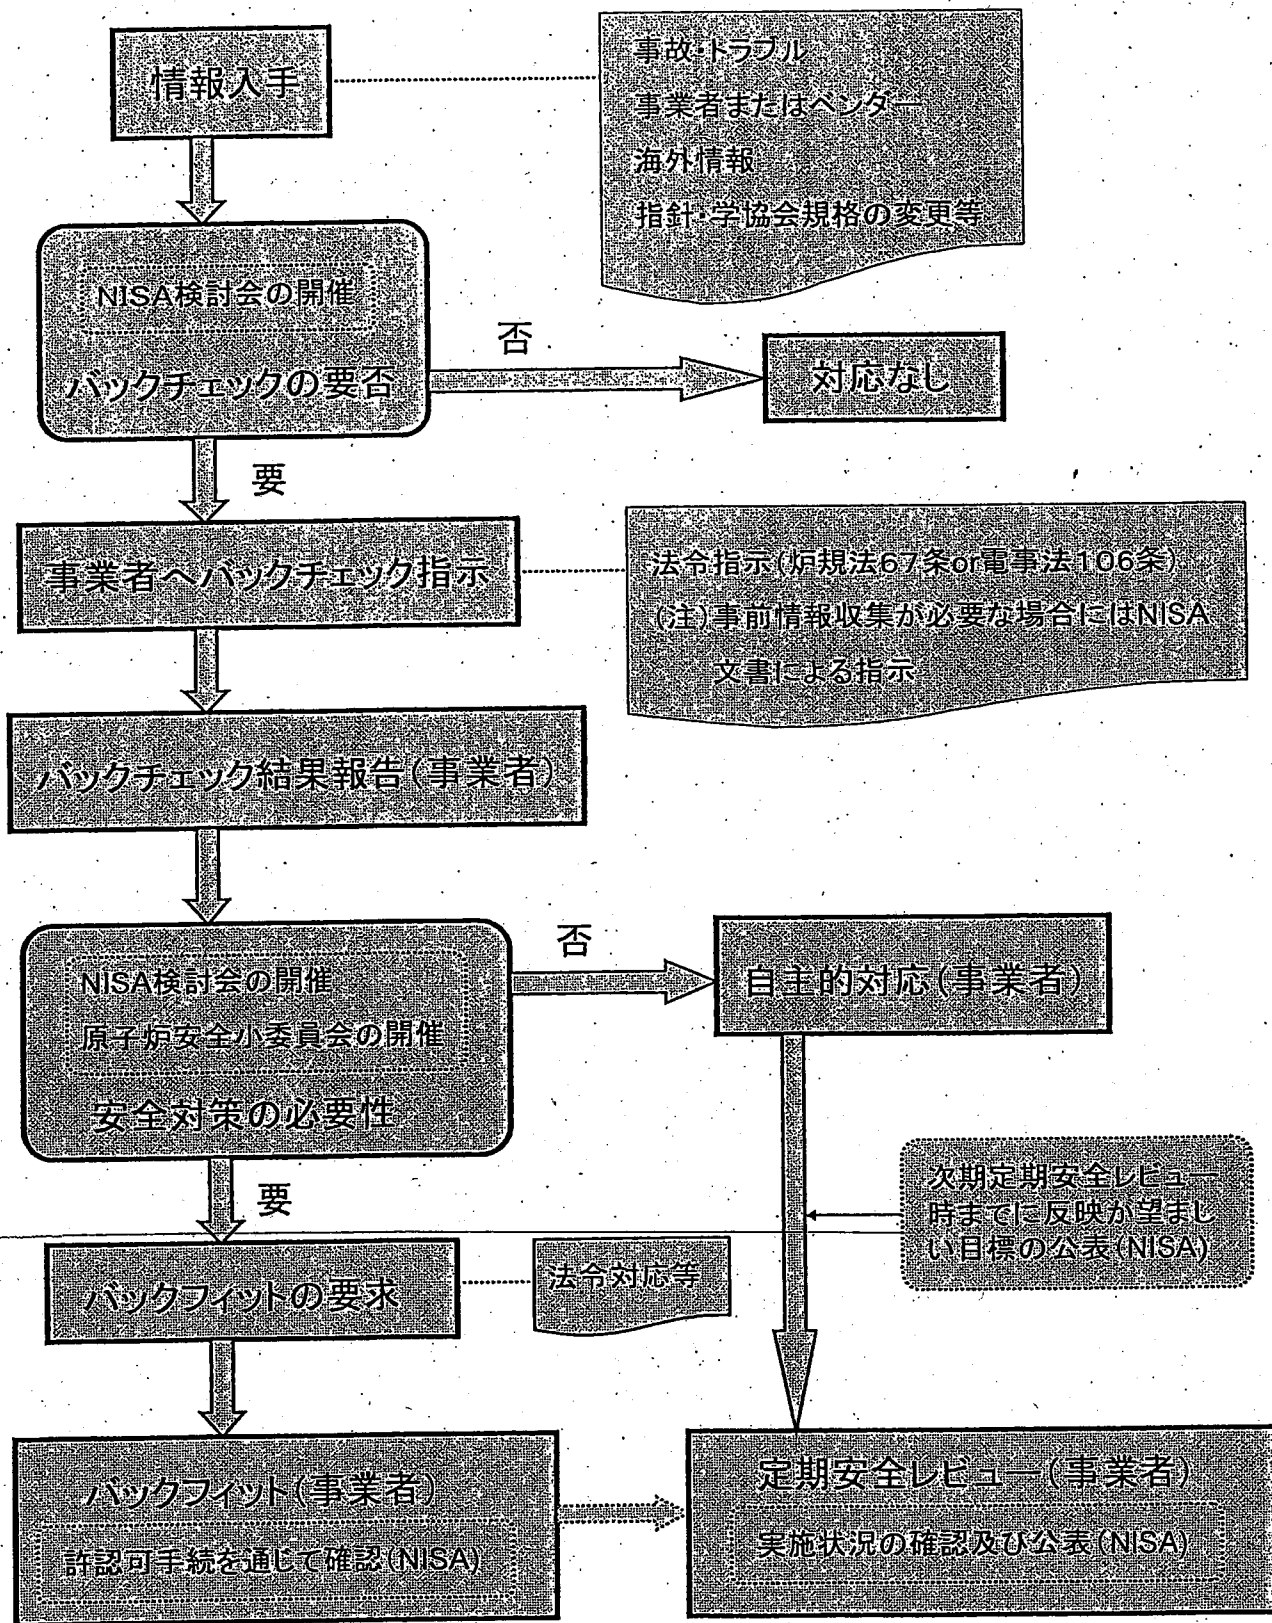 情報入手
事故・トラブル
事業者またはベンダー
海外情報
指針・学協会規格の変更等
NISA検討会の開催
バックチェックの要否
否
対応なし
要
事業者へバックチェック指示
法令指示(炉規法67条or電事法106条)
(注)事前情報収集が必要な場合にはNISA
文書による指示
バックチェック結果報告(事業者)
NISA検討会の開催
原子炉安全小委員会の開催
安全対策の必要性
否
自主的対応(事業者)
次期定期安全レビュー
時までに反映が望まし
い目標の公表(NISA)
要
バックフィットの要求
法令対応等
バックフィット(事業者)
許認可手続を通じて確認(NISA)
定期安全レビュー(事業者)
実施状況の確認及び公表(NISA)